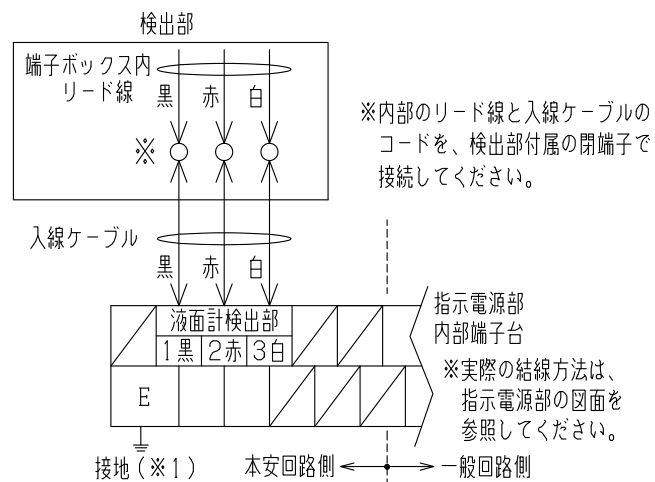 検出部
端子ボックス内
リード線
黒 赤 白
※
※内部のリード線と入線ケーブルの
コードを、検出部付属の閉端子で
接続してください。
入線ケーブル
黒 赤 白
液面計検出部
1黒 2赤 3白
指示電源部
内部端子台
E
※実際の結線方法は、
指示電源部の図面を
参照してください。
接地(※1)
本安回路側
一般回路側